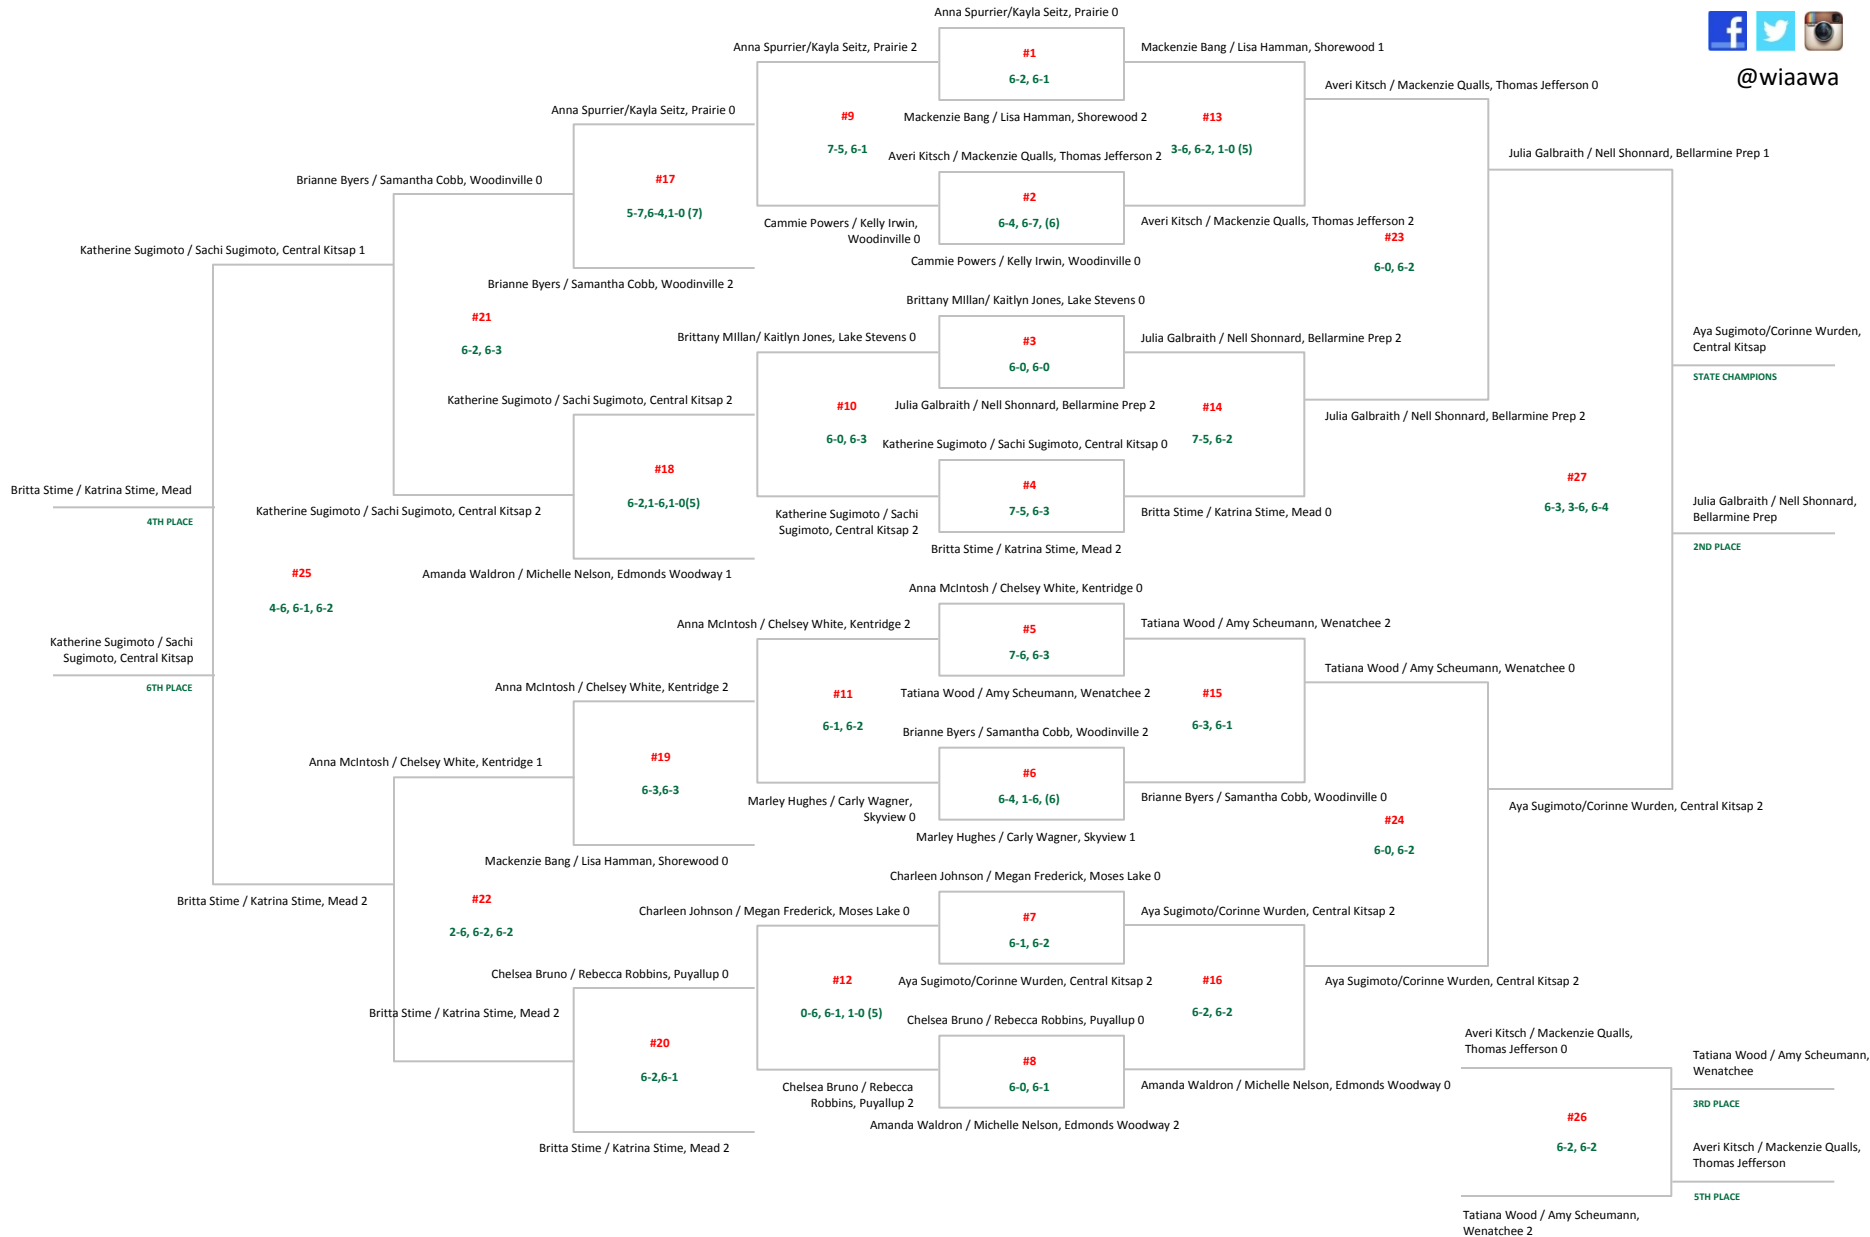 Anna Spurrier/Kayla Seitz, Prairie 0
Anna Spurrier/Kayla Seitz, Prairie 2
#1
Mackenzie Bang / Lisa Hamman, Shorewood 1
6-2, 6-1
@wiaawa
Averi Kitsch / Mackenzie Qualls, Thomas Jefferson 0
Anna Spurrier/Kayla Seitz, Prairie 0
#9
Mackenzie Bang / Lisa Hamman, Shorewood 2
#13
7-5, 6-1
3-6, 6-2, 1-0 (5)
Averi Kitsch / Mackenzie Qualls, Thomas Jefferson 2
Julia Galbraith / Nell Shonnard, Bellarmine Prep 1
Brianne Byers / Samantha Cobb, Woodinville 0
#17
#2
5-7,6-4,1-0 (7)
Cammie Powers / Kelly Irwin,
Woodinville 0
6-4, 6-7, (6)
Averi Kitsch / Mackenzie Qualls, Thomas Jefferson 2
#23
Katherine Sugimoto / Sachi Sugimoto, Central Kitsap 1
Cammie Powers / Kelly Irwin, Woodinville 0
6-0, 6-2
Brianne Byers / Samantha Cobb, Woodinville 2
Brittany MIllan/ Kaitlyn Jones, Lake Stevens 0
#21
Brittany MIllan/ Kaitlyn Jones, Lake Stevens 0
#3
Julia Galbraith / Nell Shonnard, Bellarmine Prep 2
Aya Sugimoto/Corinne Wurden,
Central Kitsap
6-2, 6-3
6-0, 6-0
STATE CHAMPIONS
Katherine Sugimoto / Sachi Sugimoto, Central Kitsap 2
#10
Julia Galbraith / Nell Shonnard, Bellarmine Prep 2
#14
Julia Galbraith / Nell Shonnard, Bellarmine Prep 2
6-0, 6-3
Katherine Sugimoto / Sachi Sugimoto, Central Kitsap 0
7-5, 6-2
#18
#4
#27
Britta Stime / Katrina Stime, Mead
4TH PLACE
Katherine Sugimoto / Sachi Sugimoto, Central Kitsap 2
6-2,1-6,1-0(5)
Katherine Sugimoto / Sachi
Sugimoto, Central Kitsap 2
7-5, 6-3
Britta Stime / Katrina Stime, Mead 0
6-3, 3-6, 6-4
Julia Galbraith / Nell Shonnard,
Bellarmine Prep
2ND PLACE
Britta Stime / Katrina Stime, Mead 2
#25
Amanda Waldron / Michelle Nelson, Edmonds Woodway 1
4-6, 6-1, 6-2
Anna McIntosh / Chelsey White, Kentridge 0
Anna McIntosh / Chelsey White, Kentridge 2
#5
Tatiana Wood / Amy Scheumann, Wenatchee 2
Katherine Sugimoto / Sachi
Sugimoto, Central Kitsap
6TH PLACE
7-6, 6-3
Tatiana Wood / Amy Scheumann, Wenatchee 0
Anna McIntosh / Chelsey White, Kentridge 2
#11
Tatiana Wood / Amy Scheumann, Wenatchee 2
#15
6-1, 6-2
Brianne Byers / Samantha Cobb, Woodinville 2
6-3, 6-1
Anna McIntosh / Chelsey White, Kentridge 1
#19
#6
6-3,6-3
Marley Hughes / Carly Wagner,
Skyview 0
6-4, 1-6, (6)
Brianne Byers / Samantha Cobb, Woodinville 0
Aya Sugimoto/Corinne Wurden, Central Kitsap 2
#24
Marley Hughes / Carly Wagner, Skyview 1
6-0, 6-2
Mackenzie Bang / Lisa Hamman, Shorewood 0
Charleen Johnson / Megan Frederick, Moses Lake 0
Britta Stime / Katrina Stime, Mead 2
#22
Charleen Johnson / Megan Frederick, Moses Lake 0
#7
Aya Sugimoto/Corinne Wurden, Central Kitsap 2
2-6, 6-2, 6-2
6-1, 6-2
Chelsea Bruno / Rebecca Robbins, Puyallup 0
#12
Aya Sugimoto/Corinne Wurden, Central Kitsap 2
#16
Aya Sugimoto/Corinne Wurden, Central Kitsap 2
Britta Stime / Katrina Stime, Mead 2
0-6, 6-1, 1-0 (5)
Chelsea Bruno / Rebecca Robbins, Puyallup 0
6-2, 6-2
#20
#8
Averi Kitsch / Mackenzie Qualls,
Thomas Jefferson 0
6-2,6-1
Chelsea Bruno / Rebecca
Robbins, Puyallup 2
6-0, 6-1
Amanda Waldron / Michelle Nelson, Edmonds Woodway 0
Tatiana Wood / Amy Scheumann,
Wenatchee
3RD PLACE
Amanda Waldron / Michelle Nelson, Edmonds Woodway 2
#26
Britta Stime / Katrina Stime, Mead 2
6-2, 6-2
Averi Kitsch / Mackenzie Qualls,
Thomas Jefferson
5TH PLACE
Tatiana Wood / Amy Scheumann,
Wenatchee 2